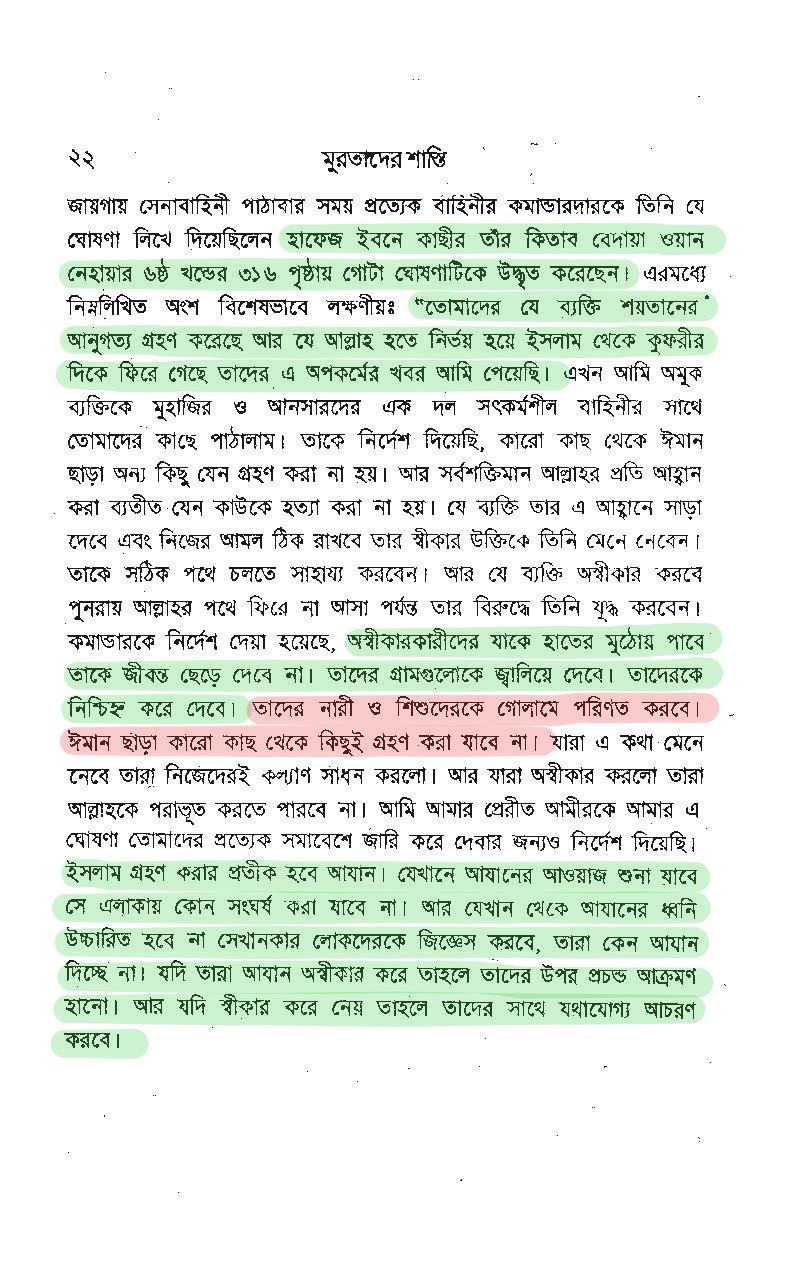 ২২ মুরতাদের শাস্তি
জায়গায় সেনাবাহিনী পাঠাবার সময় প্রত্যেক বাহিনীর কমান্ডারদারকে তিনি যে
ঘোষণা লিখে দিয়েছিলেন হাফেজ ইবনে কাছীর তাঁর কিতাব বেদায়া ওয়ান
নেহায়ার ৬ষ্ঠ খন্ডের ৩১৬ পৃষ্ঠায় গোটা ঘোষণাটিকে উদ্ধৃত করেছেন। এরমধ্যে
নিম্নলিখিত অংশ বিশেষভাবে লক্ষণীয়ঃ “তোমাদের যে ব্যক্তি শয়তানের
আনুগত্য গ্রহণ করেছে আর যে আল্লাহ হতে নির্ভয় হয়ে ইসলাম থেকে কুফরীর
দিকে ফিরে গেছে তাদের এ অপকর্মের খবর আমি পেয়েছি। এখন আমি অমূক
ব্যক্তিকে মুহাজির ও আনসারদের এক দল সৎকর্মশীল বাহিনীর সাথে
তোমাদের কাছে পাঠালাম। তাকে নির্দেশ দিয়েছি, কারো কাছ থেকে ঈমান
ছাড়া অন্য কিছু যেন গ্রহণ করা না হয়। আর সর্বশক্তিমান আল্লাহর প্রতি আহ্বান
করা ব্যতীত যেন কাউকে হত্যা করা না হয়। যে ব্যক্তি তার এ আহ্বানে সাড়া
দেবে এবং নিজের আমল ঠিক রাখবে তার স্বীকার উক্তিকে তিনি মেনে নেবেন।
তাকে সঠিক পথে চলতে সাহায্য করবেন। আর যে ব্যক্তি অস্বীকার করবে
পুনরায় আল্লাহর পথে ফিরে না আসা পর্যন্ত তার বিরুদ্ধে তিনি যুদ্ধ করবেন।
কমান্ডারকে নির্দেশ দেয়া হয়েছে, অস্বীকারকারীদের যাকে হাতের মুঠোয় পাবে
তাকে জীবন্ত ছেড়ে দেবে না। তাদের গ্রামগুলোকে জ্বালিয়ে দেবে। তাদেরকে
নিশ্চিহ্ন করে দেবে। তাদের নারী ও শিশুদেরকে গোলামে পরিণত করবে।
ঈমান ছাড়া কারো কাছ থেকে কিছুই গ্রহণ করা যাবে না। যারা এ কথা মেনে
নেবে তারা নিজেদেরই কল্যাণ সাধন করলো। আর যারা অস্বীকার করলো তারা
আল্লাহকে পরাভূত করতে পারবে না। আমি আমার প্রেরীত আমীরকে আমার এ
ঘোষণা তোমাদের প্রত্যেক সমাবেশে জারি করে দেবার জন্যও নির্দেশ দিয়েছি।
ইসলাম গ্রহণ করার প্রতীক হবে আযান। যেখানে আযানের আওয়াজ শুনা যাবে
সে এলাকায় কোন সংঘর্ষ করা যাবে না। আর যেখান থেকে আযানের ধ্বনি
উচ্চারিত হবে না সেখানকার লোকদেরকে জিজ্ঞেস করবে, তারা কেন আযান
দিচ্ছে না। যদি তারা আযান অস্বীকার করে তাহলে তাদের উপর প্রচন্ড আক্রমণ
হানো। আর যদি স্বীকার করে নেয় তাহলে তাদের সাথে যথাযোগ্য আচরণ
করবে।